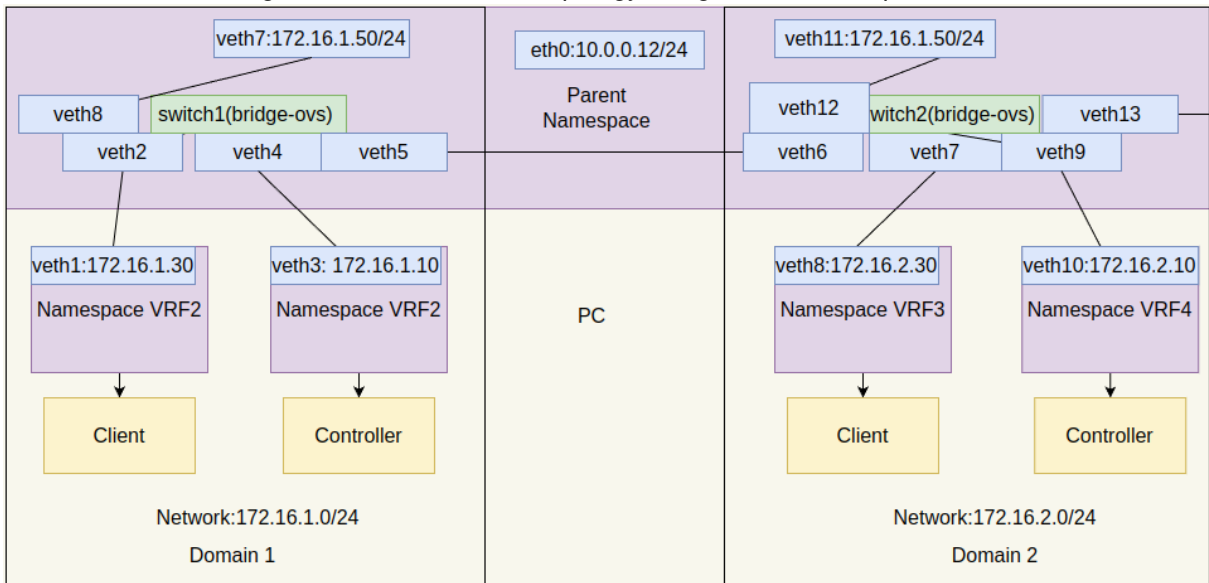 veth7:172.16.1.50/24
eth0:10.0.0.12/24
veth11:172.16.1.50/24
Parent
Namespace
veth8
switch1(bridge-ovs)
veth12
witch2(bridge-ovs)
veth13
veth2
veth4
veth5
veth6
veth7
veth9
veth1:172.16.1.30
veth3: 172.16.1.10
veth8:172.16.2.30
veth10:172.16.2.10
Namespace VRF2
Namespace VRF2
PC
Namespace VRF3
Namespace VRF4
Client
Controller
Client
Controller
Network:172.16.1.0/24
Network:172.16.2.0/24
Domain 1
Domain 2